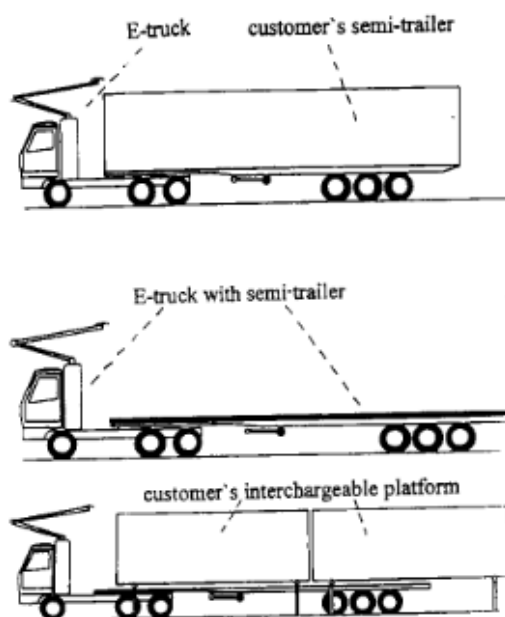 E-truck
customer`s semi-trailer
E-truck with semi-trailer
customer`s interchargeable platform